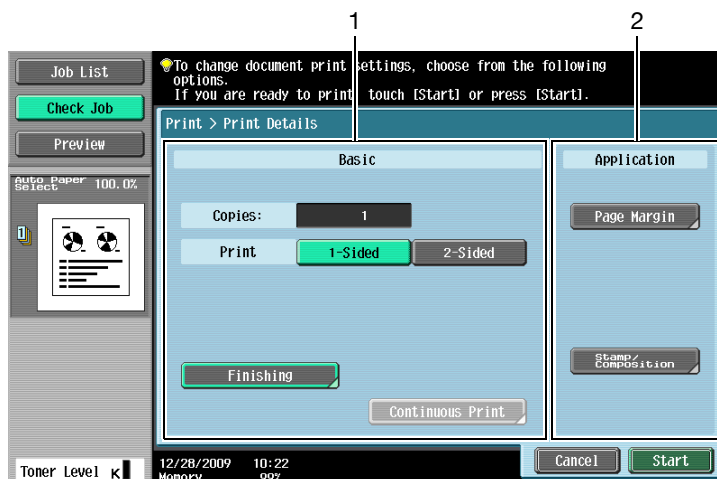 1 2
Job List
Check Job
Preview
Auto Paper Select 100.0%
1
To change document print settings, choose from the following
options.
If you are ready to print, touch [Start] or press [Start].
Print > Print Details
Basic
Copies: 1
Print 1-Sided 2-Sided
Finishing
Continuous Print
Application
Page Margin
Stamp/
Composition
Toner Level K
12/28/2009 10:22
Memory 99%
Cancel Start